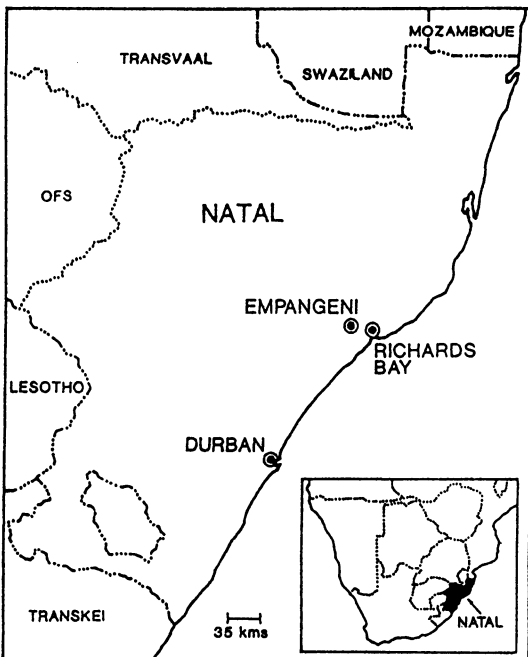 MOZAMBIQUE
TRANSVAAL
SWAZILAND
OFS
NATAL
EMPANGENI
RICHARDS
BAY
LESOTHO
DURBAN
TRANSKEI
35 kms
NATAL